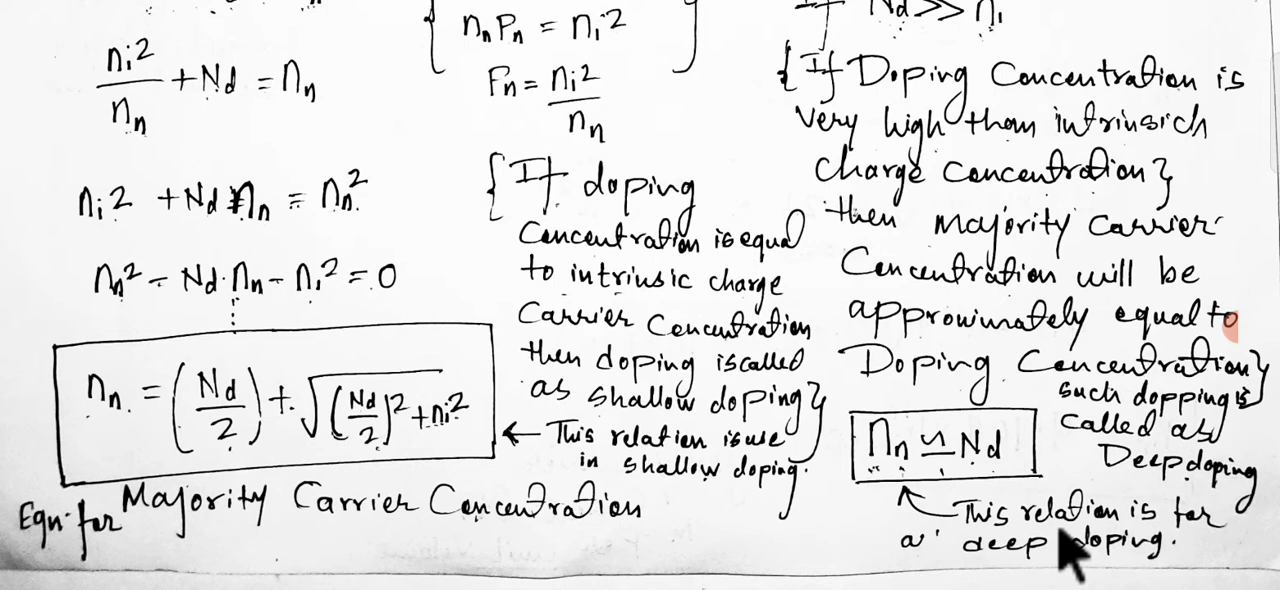 nᵢ²/nₙ + Nd = nₙ
nᵢ² + Nd nₙ = nₙ²
nₙ² - Nd·nₙ - nᵢ² = 0
nₙ = (Nd/2) + √((Nd/2)² + nᵢ²)
Eqn. for Majority Carrier Concentration
{ nₙ Pₙ = nᵢ² }
Pₙ = nᵢ²/nₙ
{If doping
Concentration is equal
to intrinsic charge
Carrier Concentration
then doping is called
as shallow doping}
← This relation is use
in shallow doping.
If Nd >> nᵢ
{If Doping Concentration is
very high than intrinsich
charge Concentration}
then majority carrier
Concentration will be
approximately equal to
Doping Concentration}
such dopping is
called as
Deep doping
nₙ ≃ Nd
This relation is for
a' deep doping.